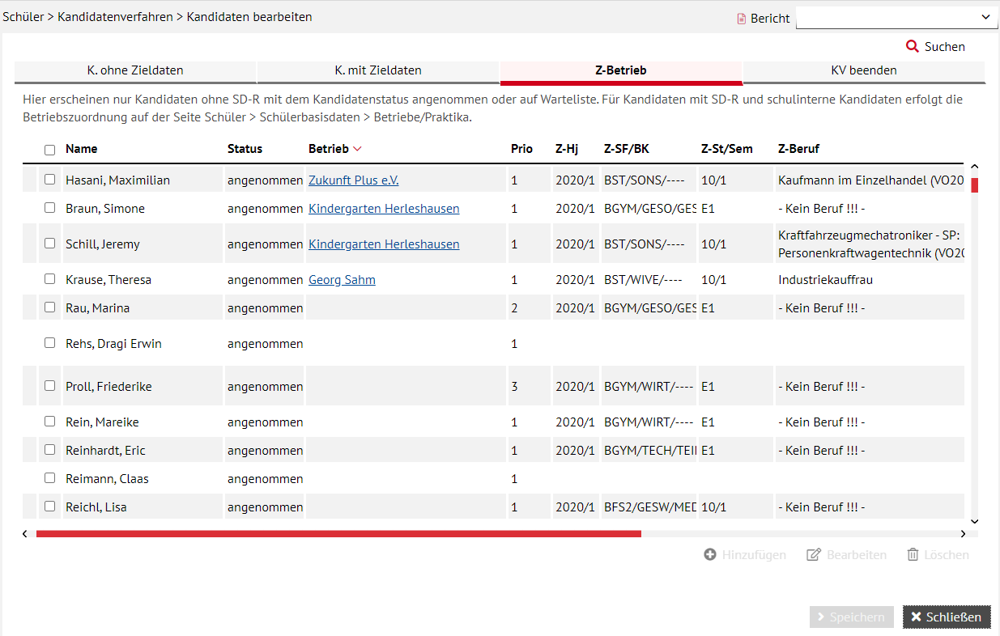 Schüler > Kandidatenverfahren > Kandidaten bearbeiten
Bericht
Suchen
K. ohne Zieldaten K. mit Zieldaten Z-Betrieb KV beenden
Hier erscheinen nur Kandidaten ohne SD-R mit dem Kandidatenstatus angenommen oder auf Warteliste. Für Kandidaten mit SD-R und schulinterne Kandidaten erfolgt die
Betriebszuordnung auf der Seite Schüler > Schülerbasisdaten > Betriebe/Praktika.
Name Status Betrieb Prio Z-Hj Z-SF/BK Z-St/Sem Z-Beruf
Hasani, Maximilian angenommen Zukunft Plus e.V. 1 2020/1 BST/SONS/---- 10/1 Kaufmann im Einzelhandel (VO20
Braun, Simone angenommen Kindergarten Herleshausen 1 2020/1 BGYM/GESO/GES E1 - Kein Beruf !!! -
Schill, Jeremy angenommen Kindergarten Herleshausen 1 2020/1 BST/SONS/---- 10/1 Kraftfahrzeugmechatroniker - SP:
Personenkraftwagentechnik (VO20
Krause, Theresa angenommen Georg Sahm 1 2020/1 BST/WIVE/---- 10/1 Industriekauffrau
Rau, Marina angenommen 2 2020/1 BGYM/GESO/GES E1 - Kein Beruf !!! -
Rehs, Dragi Erwin angenommen 1
Proll, Friederike angenommen 3 2020/1 BGYM/WIRT/---- E1 - Kein Beruf !!! -
Rein, Mareike angenommen 1 2020/1 BGYM/WIRT/---- E1 - Kein Beruf !!! -
Reinhardt, Eric angenommen 1 2020/1 BGYM/TECH/TEI E1 - Kein Beruf !!! -
Reimann, Claas angenommen 1
Reichl, Lisa angenommen 1 2020/1 BFS2/GESW/MED 10/1 - Kein Beruf !!! -
Hinzufügen Bearbeiten Löschen
Speichern Schließen